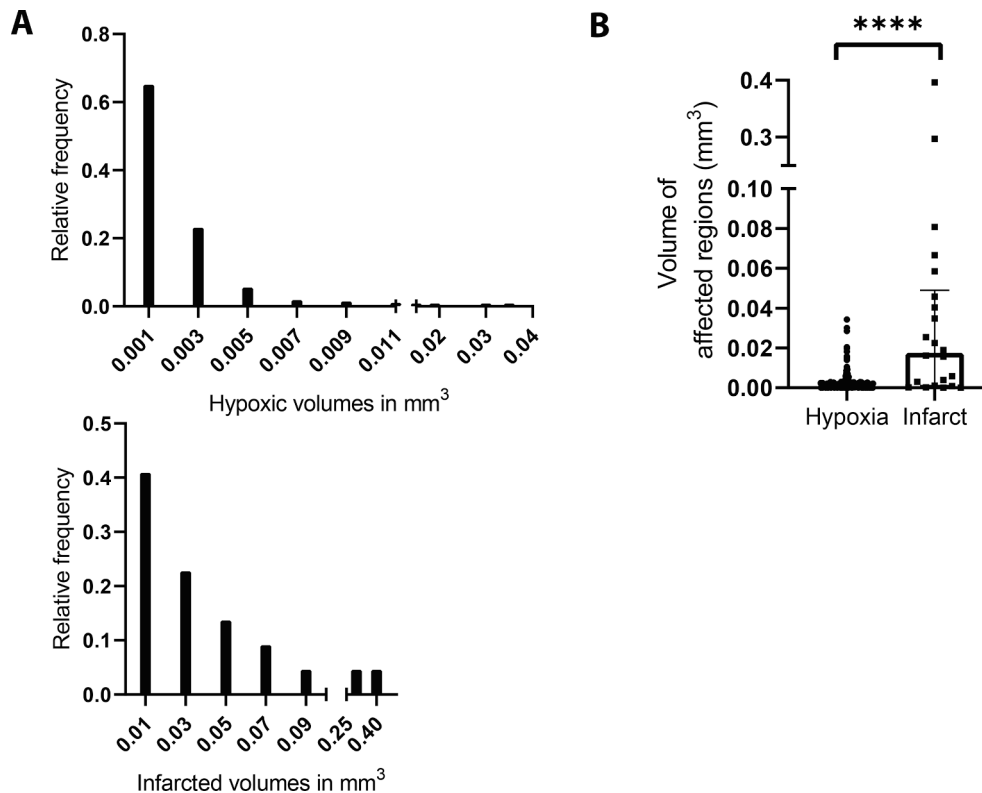 A
0.8
0.6
0.4
0.2
0.0
Relative frequency
0.001 0.003 0.005 0.007 0.009 0.011 0.02 0.03 0.04
Hypoxic volumes in mm³
0.5
0.4
0.3
0.2
0.1
0.0
Relative frequency
0.01 0.03 0.05 0.07 0.09 0.25 0.40
Infarcted volumes in mm³
B
****
0.4
0.3
0.10
0.08
0.06
0.04
0.02
0.00
Volume of
affected regions (mm³)
Hypoxia Infarct